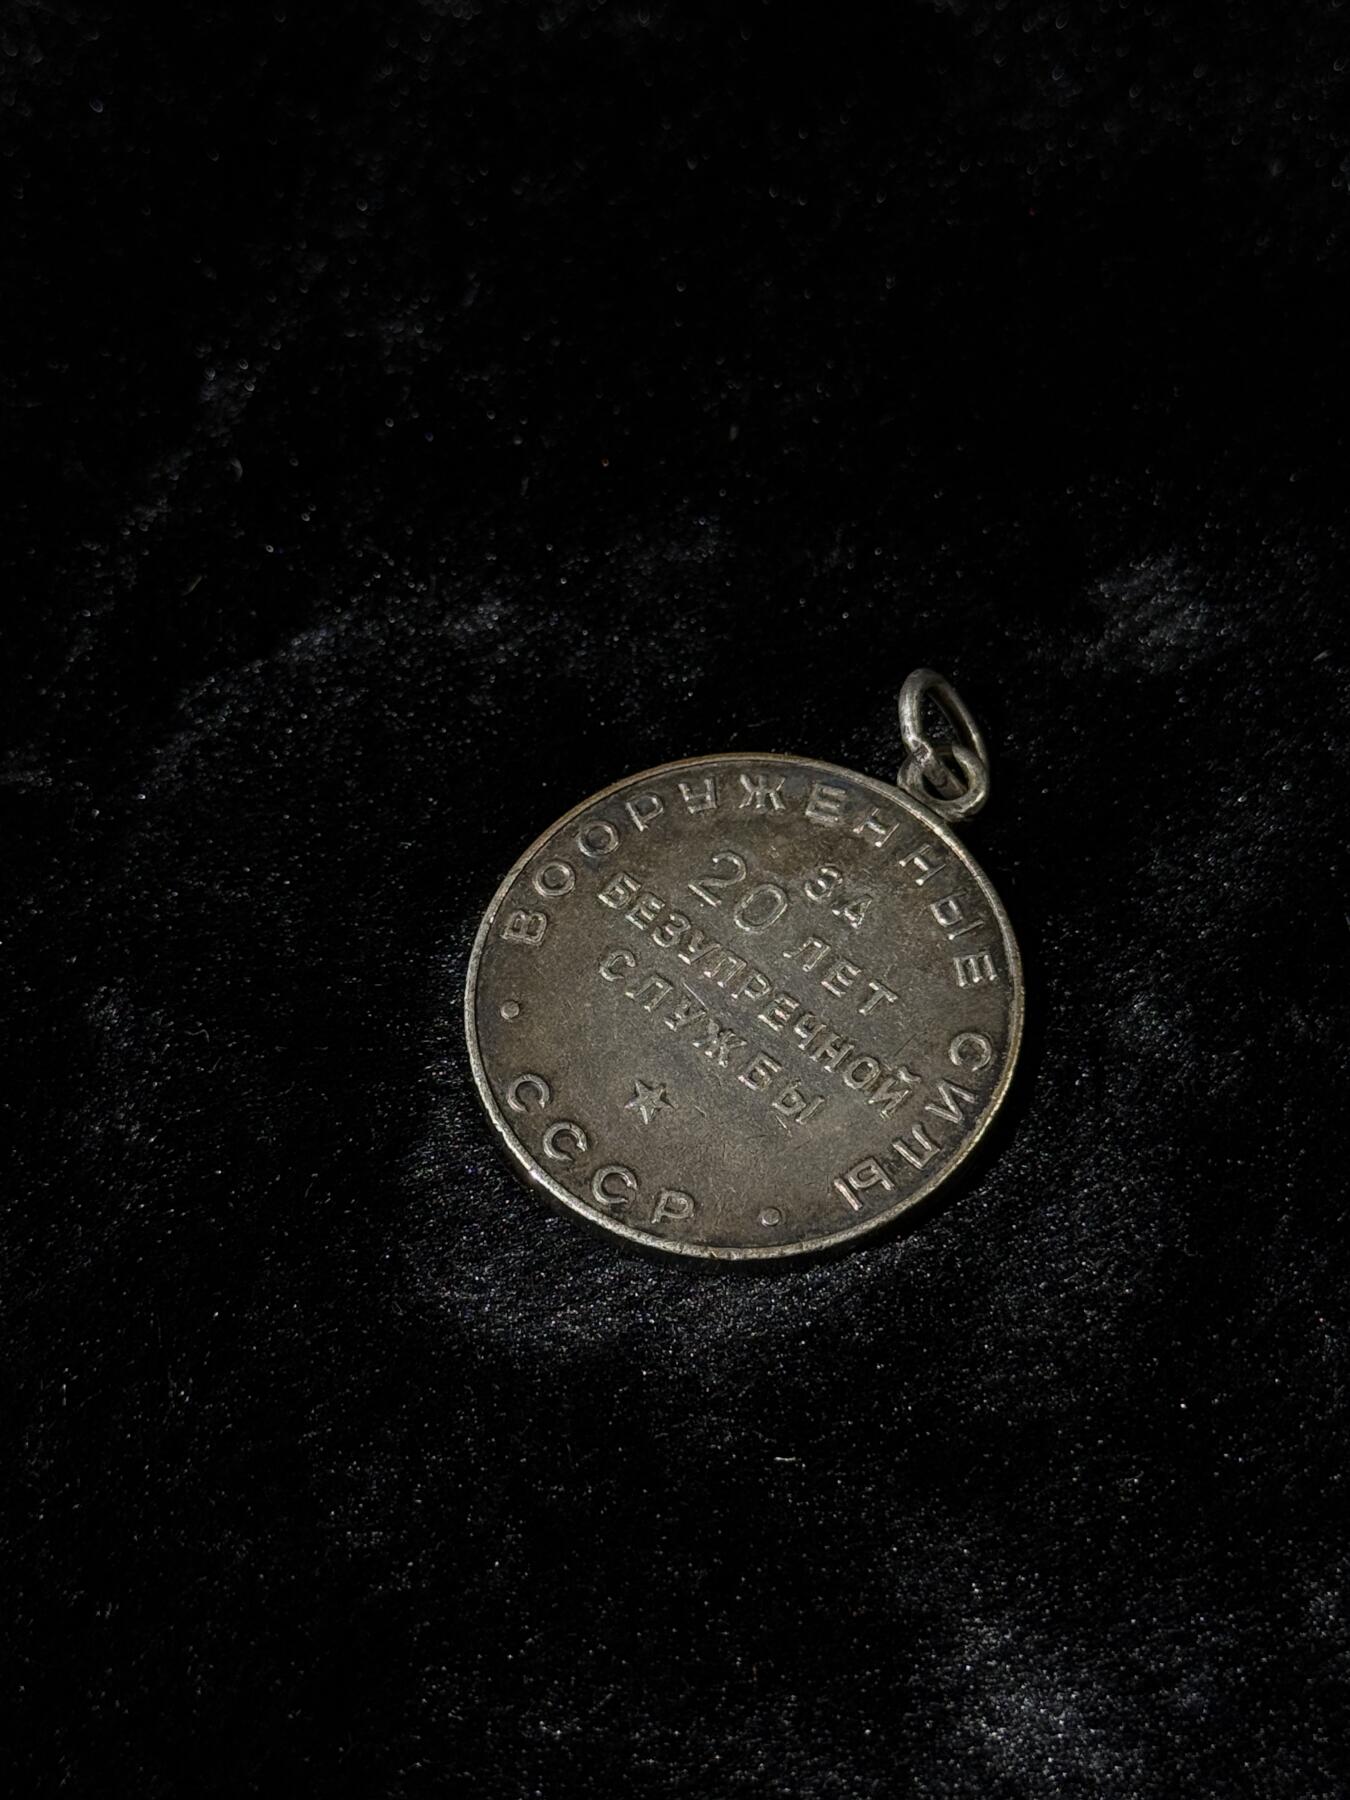 ВООРУЖЕННЫЕ СИЛЫ
ЗА
20 ЛЕТ
БЕЗУПРЕЧНОЙ
СЛУЖБЫ
СССР